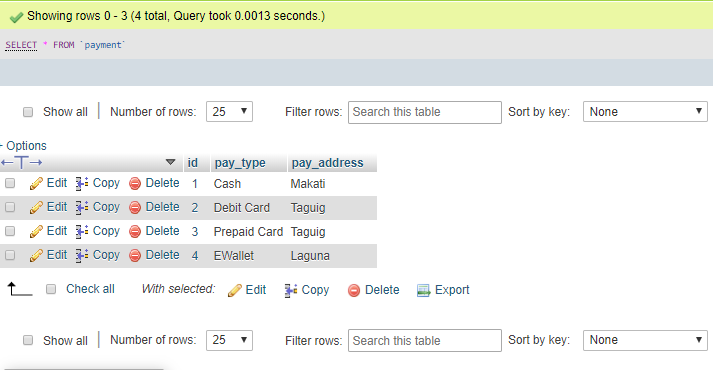 Showing rows 0 - 3 (4 total, Query took 0.0013 seconds.)
SELECT * FROM `payment`
Show all Number of rows: 25 Filter rows: Search this table Sort by key: None
+ Options
id pay_type pay_address
Edit Copy Delete 1 Cash Makati
Edit Copy Delete 2 Debit Card Taguig
Edit Copy Delete 3 Prepaid Card Taguig
Edit Copy Delete 4 EWallet Laguna
Check all With selected: Edit Copy Delete Export
Show all Number of rows: 25 Filter rows: Search this table Sort by key: None